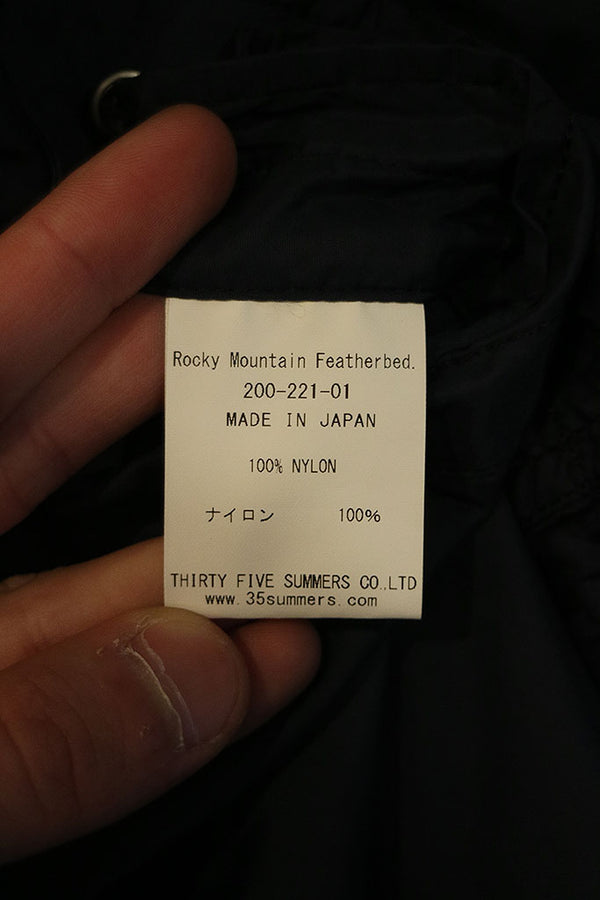 Rocky Mountain Featherbed.
200-221-01
MADE IN JAPAN
100% NYLON
ナイロン 100%
THIRTY FIVE SUMMERS CO.,LTD
www.35summers.com